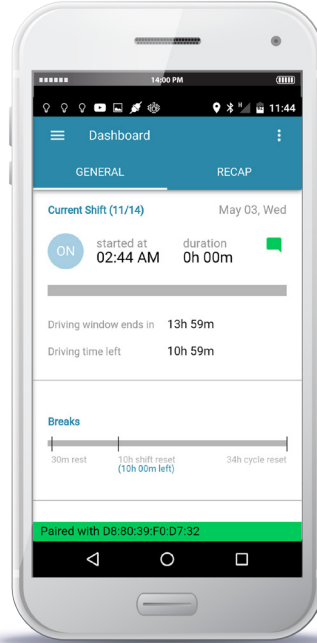 14:00 PM
H 11:44
Dashboard
GENERAL RECAP
Current Shift (11/14) May 03, Wed
ON started at duration
02:44 AM 0h 00m
Driving window ends in 13h 59m
Driving time left 10h 59m
Breaks
30m rest 10h shift reset 34h cycle reset
(10h 00m left)
Paired with D8:80:39:F0:D7:32